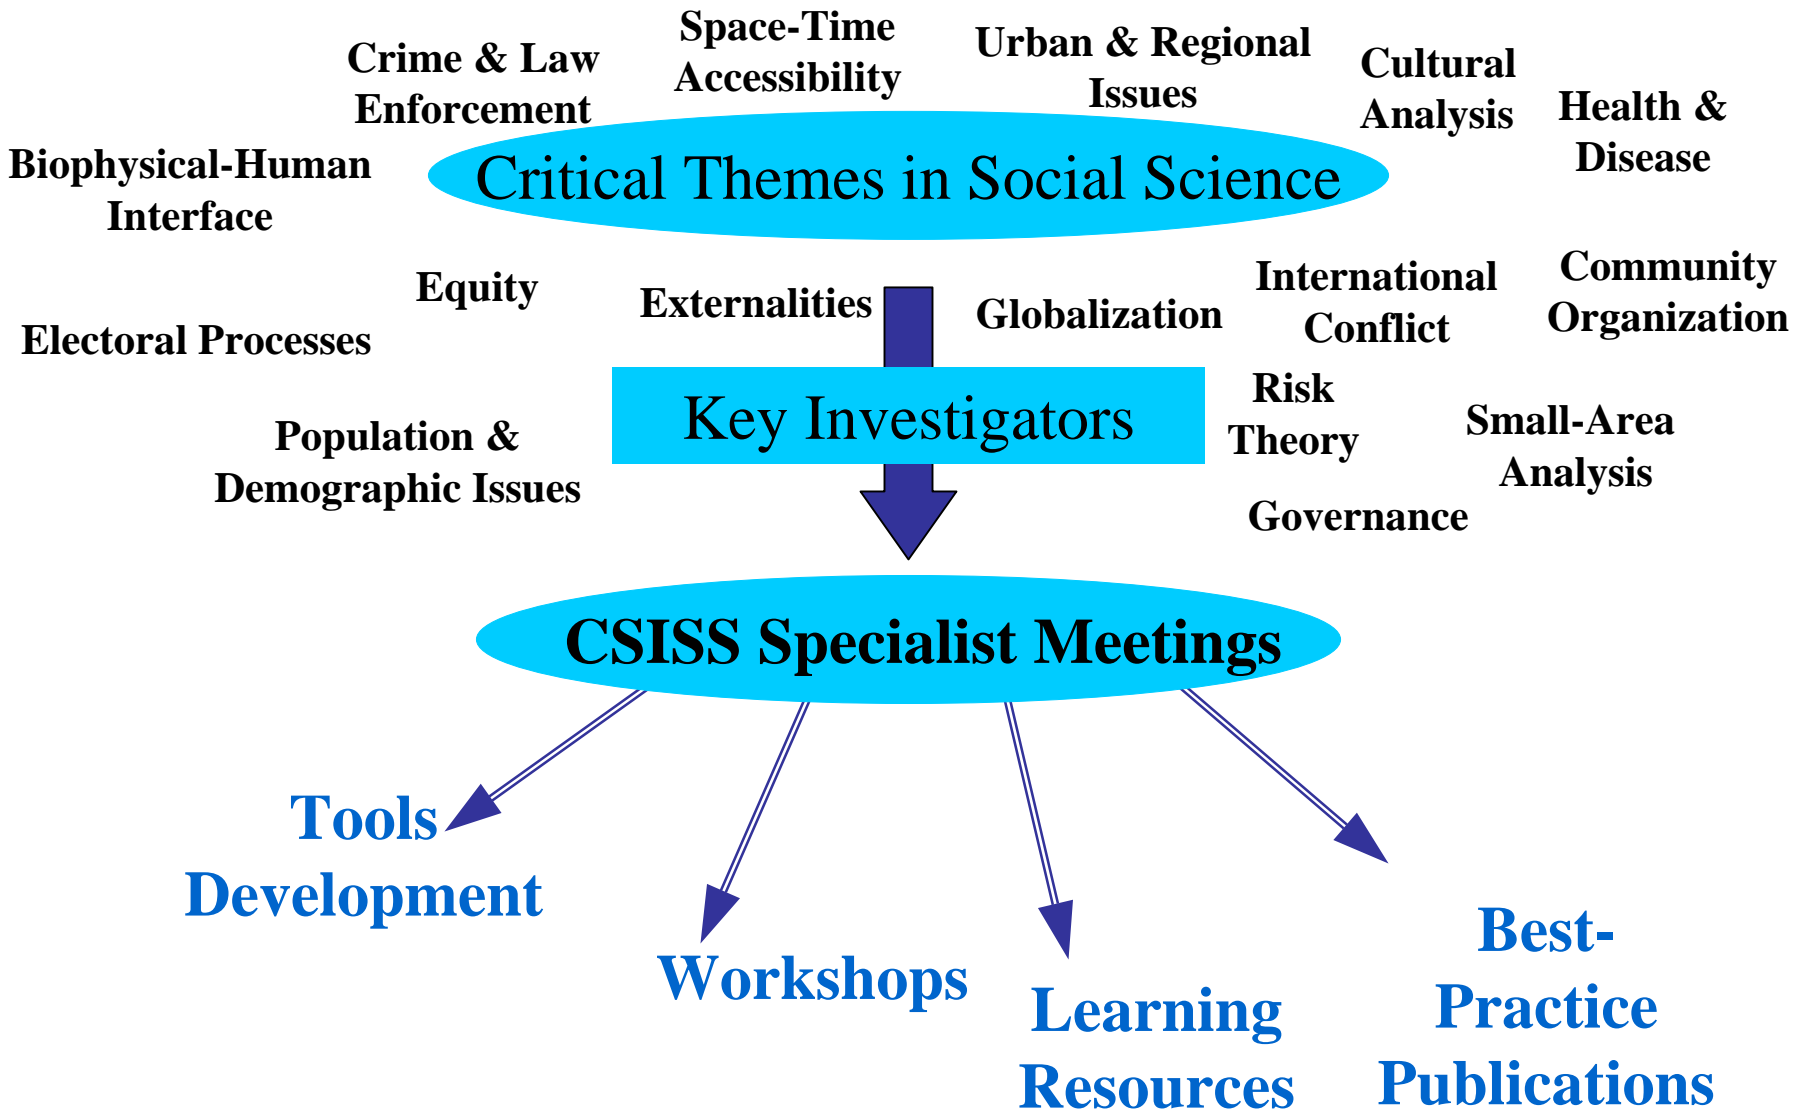 Space-Time
Accessibility
Crime & Law
Enforcement
Urban & Regional
Issues
Cultural
Analysis
Health &
Disease
Biophysical-Human
Interface
Critical Themes in Social Science
Equity
Externalities
Globalization
International
Conflict
Community
Organization
Electoral Processes
Key Investigators
Risk
Theory
Small-Area
Analysis
Population &
Demographic Issues
Governance
CSISS Specialist Meetings
Tools
Development
Workshops
Learning
Resources
Best-
Practice
Publications